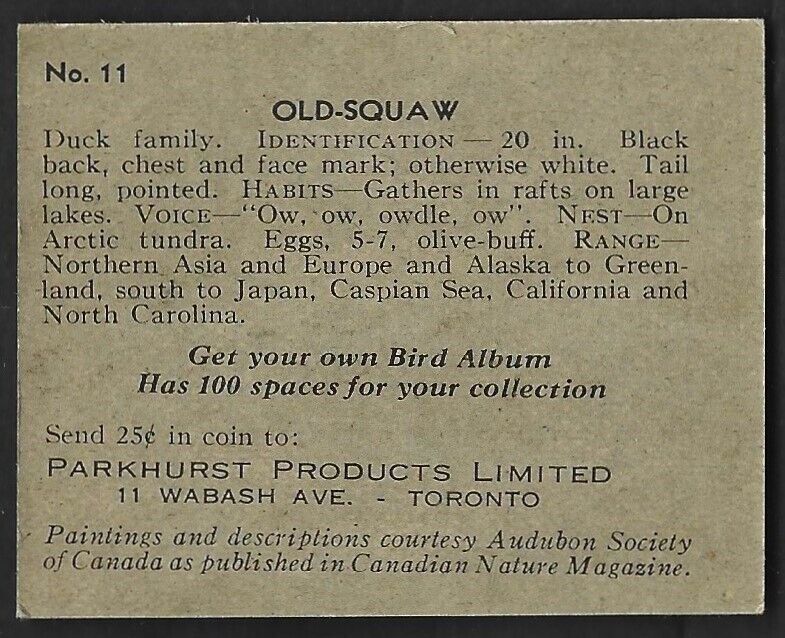 No. 11
OLD-SQUAW
Duck family. IDENTIFICATION — 20 in. Black
back, chest and face mark; otherwise white. Tail
long, pointed. HABITS—Gathers in rafts on large
lakes. VOICE—"Ow, ow, owdle, ow". NEST—On
Arctic tundra. Eggs, 5-7, olive-buff. RANGE—
Northern Asia and Europe and Alaska to Green-
land, south to Japan, Caspian Sea, California and
North Carolina.
Get your own Bird Album
Has 100 spaces for your collection
Send 25¢ in coin to:
PARKHURST PRODUCTS LIMITED
11 WABASH AVE. - TORONTO
Paintings and descriptions courtesy Audubon Society
of Canada as published in Canadian Nature Magazine.